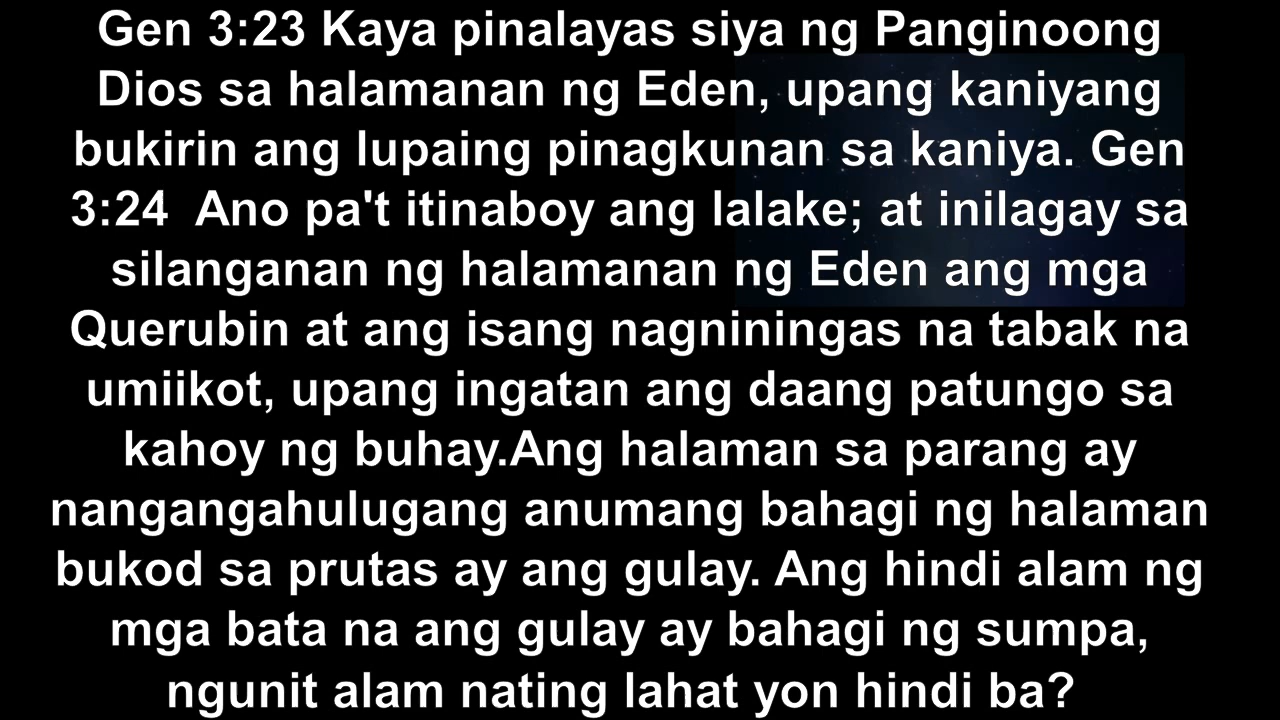 Gen 3:23 Kaya pinalayas siya ng Panginoong
Dios sa halamanan ng Eden, upang kaniyang
bukirin ang lupaing pinagkunan sa kaniya. Gen
3:24  Ano pa't itinaboy ang lalake; at inilagay sa
silanganan ng halamanan ng Eden ang mga
Querubin at ang isang nagniningas na tabak na
umiikot, upang ingatan ang daang patungo sa
kahoy ng buhay.Ang halaman sa parang ay
nangangahulugang anumang bahagi ng halaman
bukod sa prutas ay ang gulay. Ang hindi alam ng
mga bata na ang gulay ay bahagi ng sumpa,
ngunit alam nating lahat yon hindi ba?